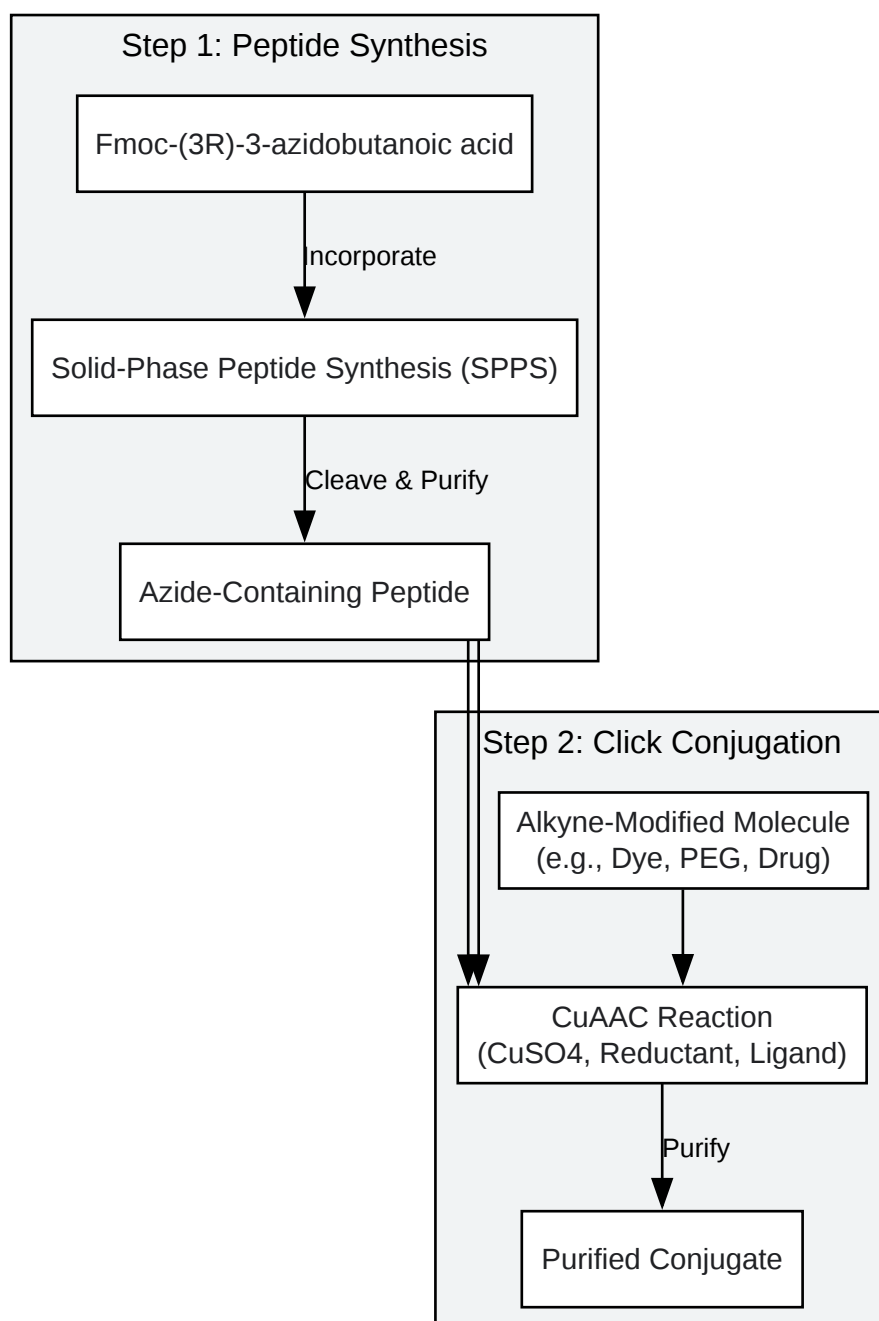 Step 1: Peptide Synthesis
Fmoc-(3R)-3-azidobutanoic acid
Incorporate
Solid-Phase Peptide Synthesis (SPPS)
Cleave & Purify
Azide-Containing Peptide
Step 2: Click Conjugation
Alkyne-Modified Molecule
(e.g., Dye, PEG, Drug)
CuAAC Reaction
(CuSO4, Reductant, Ligand)
Purify
Purified Conjugate